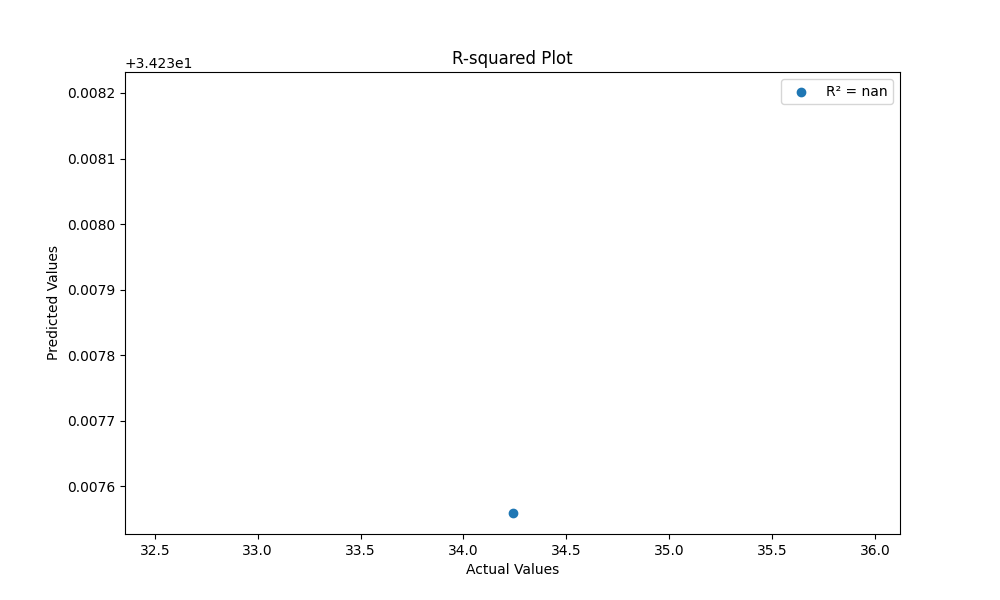 R-squared Plot
+3.423e1
R² = nan
0.0082
0.0081
0.0080
0.0079
0.0078
0.0077
0.0076
Predicted Values
32.5 33.0 33.5 34.0 34.5 35.0 35.5 36.0
Actual Values